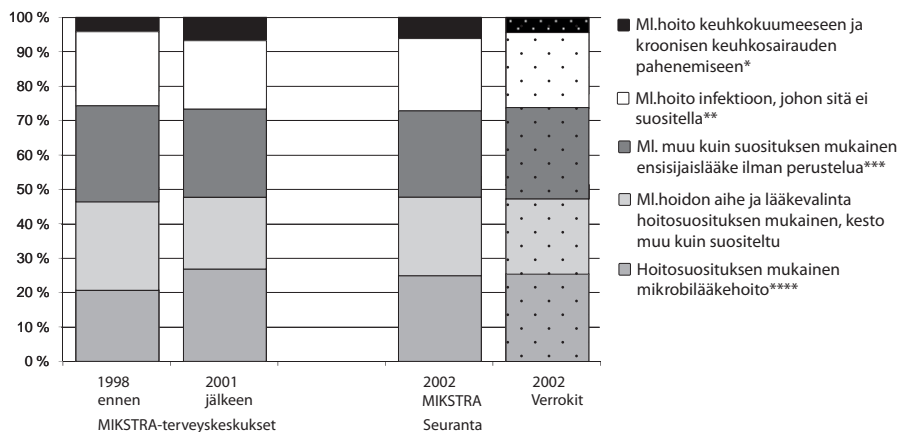 100 %
90 %
80 %
70 %
60 %
50 %
40 %
30 %
20 %
10 %
0 %
1998
ennen
2001
jälkeen
2002
MIKSTRA
2002
Verrokit
MIKSTRA-terveyskeskukset
Seuranta
Ml.hoito keuhkokuumeeseen ja
kroonisen keuhkosairauden
pahenemiseen*
Ml.hoito infektioon, johon sitä ei
suositella**
Ml. muu kuin suosituksen mukainen
ensisijaislääke ilman perustelua***
Ml.hoidon aihe ja lääkevalinta
hoitosuosituksen mukainen, kesto
muu kuin suositeltu
Hoitosuosituksen mukainen
mikrobilääkehoito****